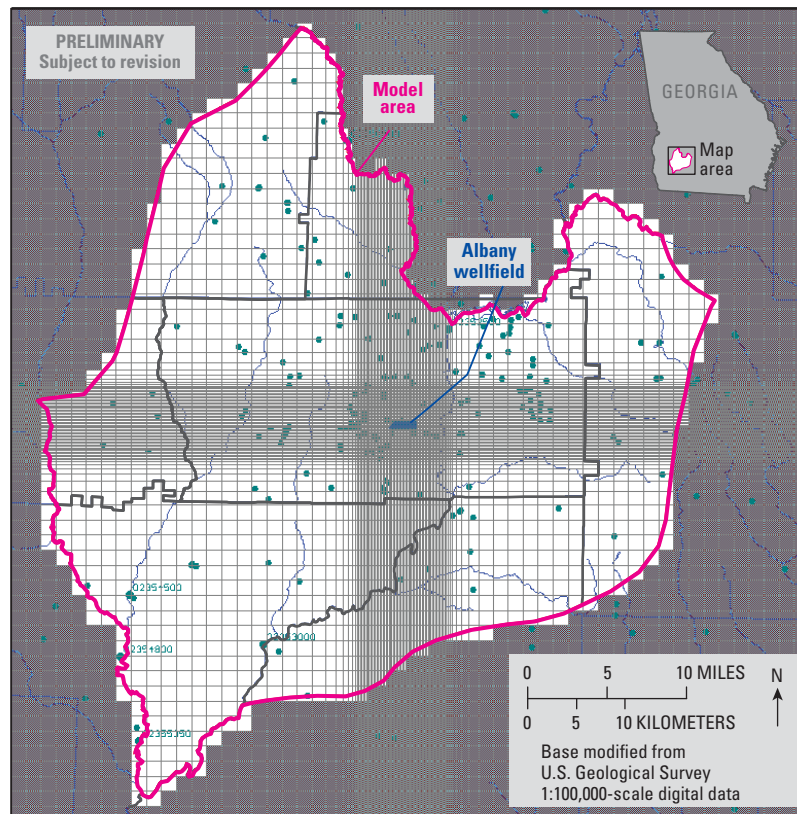 PRELIMINARY
Subject to revision
Model
area
GEORGIA
Map
area
Albany
wellfield
0 5 10 MILES
N
0 5 10 KILOMETERS
Base modified from
U.S. Geological Survey
1:100,000-scale digital data